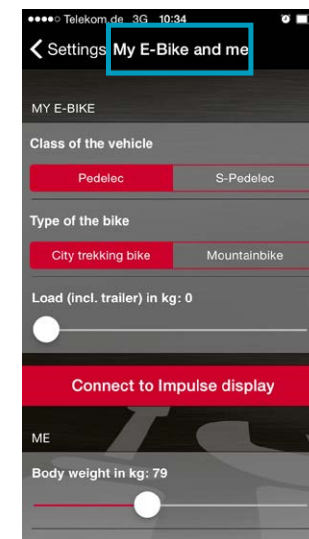 Telekom.de 3G 10:34
Settings My E-Bike and me
MY E-BIKE
Class of the vehicle
Pedelec S-Pedelec
Type of the bike
City trekking bike Mountainbike
Load (incl. trailer) in kg: 0
Connect to Impulse display
ME
Body weight in kg: 79